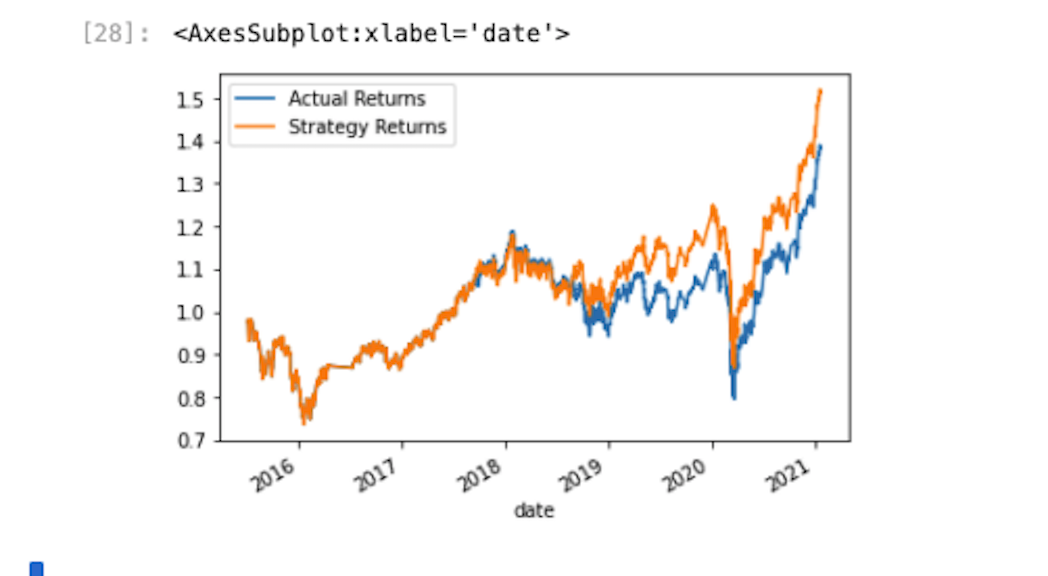 [28]: <AxesSubplot:xlabel='date'>
Actual Returns
Strategy Returns
1.5
1.4
1.3
1.2
1.1
1.0
0.9
0.8
0.7
2016 2017 2018 2019 2020 2021
date